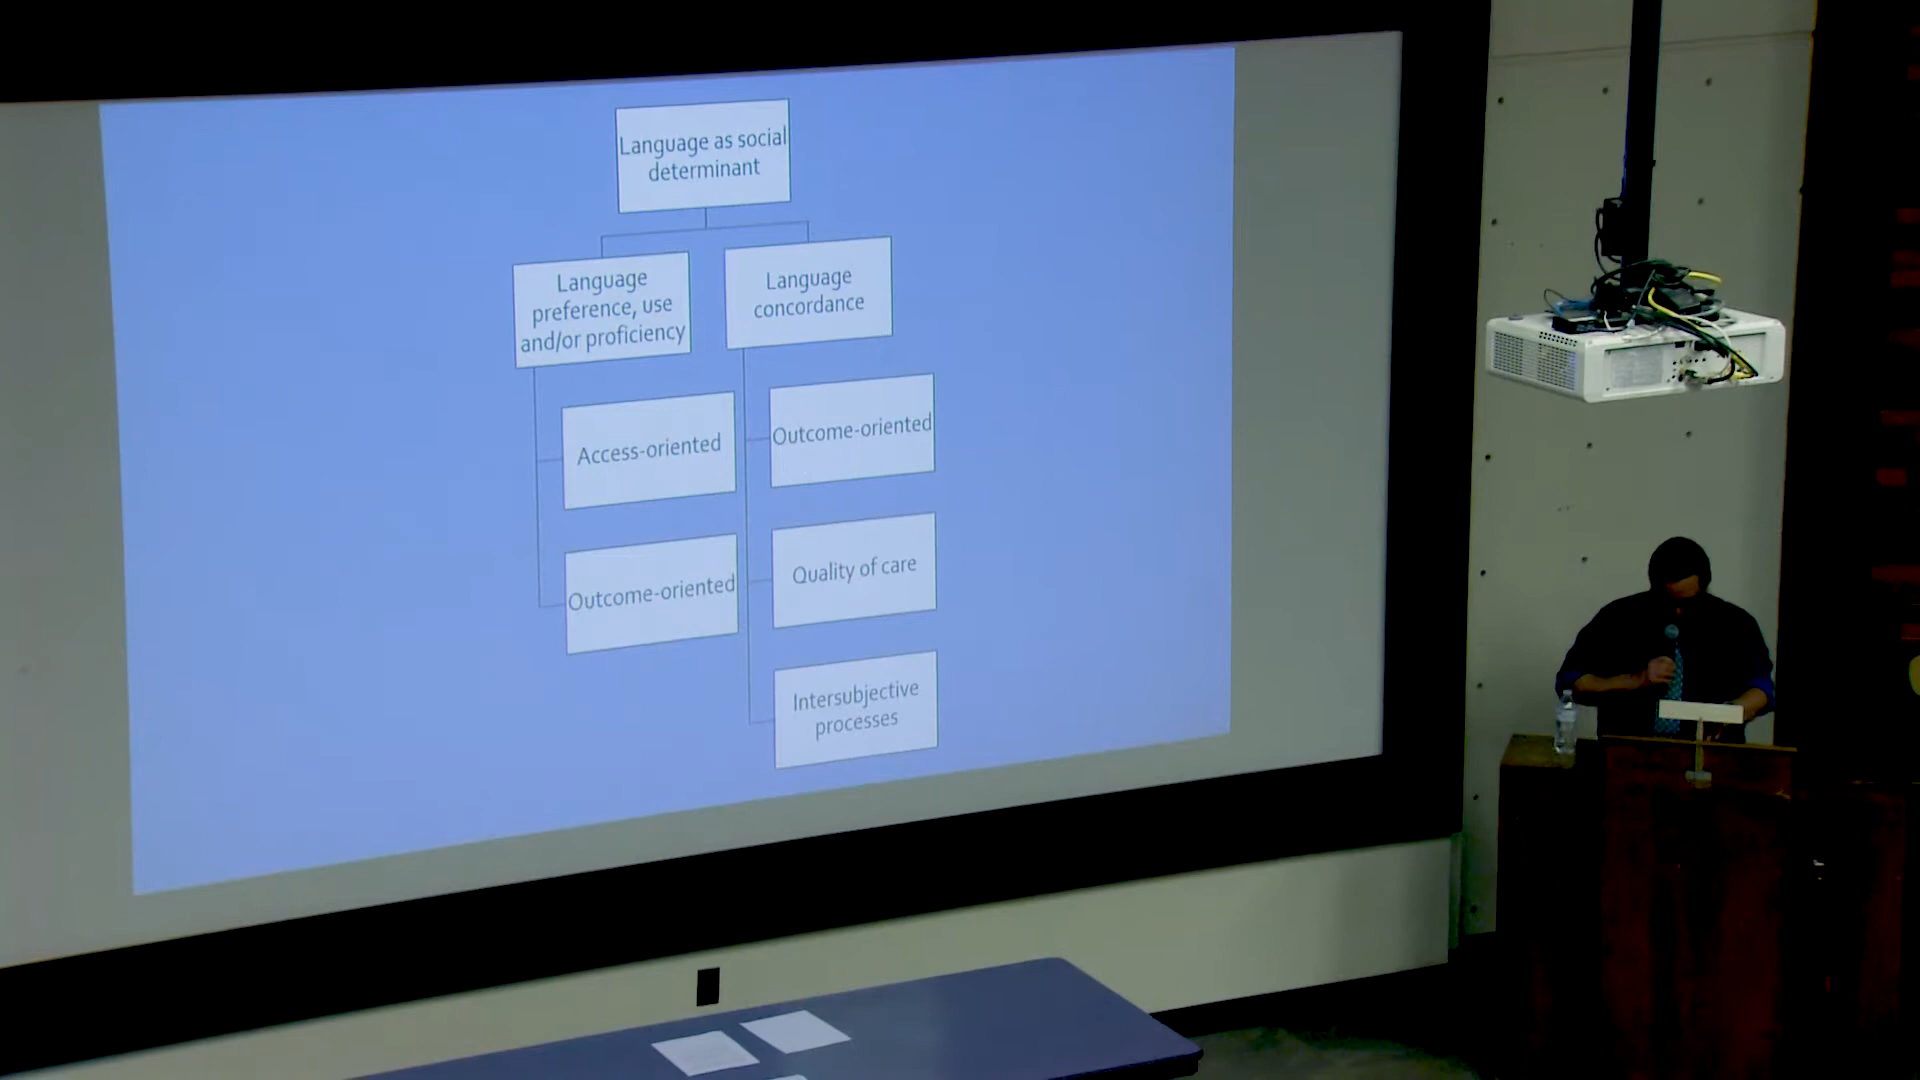 Language as social
determinant
Language
preference, use
and/or proficiency
Language
concordance
Access-oriented
Outcome-oriented
Outcome-oriented
Quality of care
Intersubjective
processes